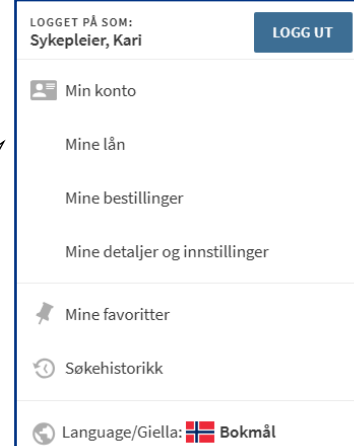 LOGGET PÅ SOM:
Sykepleier, Kari
LOGG UT
Min konto
Mine lån
Mine bestillinger
Mine detaljer og innstillinger
Mine favoritter
Søkehistorikk
Language/Giella: Bokmål